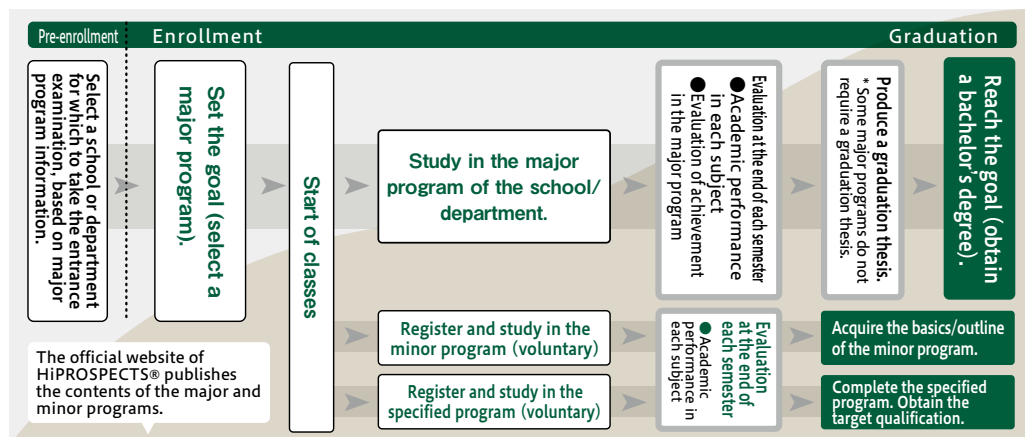 Pre-enrollment
Enrollment
Graduation
Select a school or department
for which to take the entrance
examination, based on major
program information.
Set the goal (select a
major program).
Start of classes
Study in the major
program of the school/
department.
Evaluation at the end of each semester
● Academic performance
in each subject
● Evaluation of achievement
in the major program
Produce a graduation thesis.
* Some major programs do not
require a graduation thesis.
Reach the goal (obtain
a bachelor's degree).
Register and study in the
minor program (voluntary)
Register and study in the
specified program (voluntary)
Evaluation
at the end of
each semester
● Academic
performance in
each subject
Acquire the basics/outline
of the minor program.
Complete the specified
program. Obtain the
target qualification.
The official website of
HiPROSPECTS® publishes
the contents of the major and
minor programs.